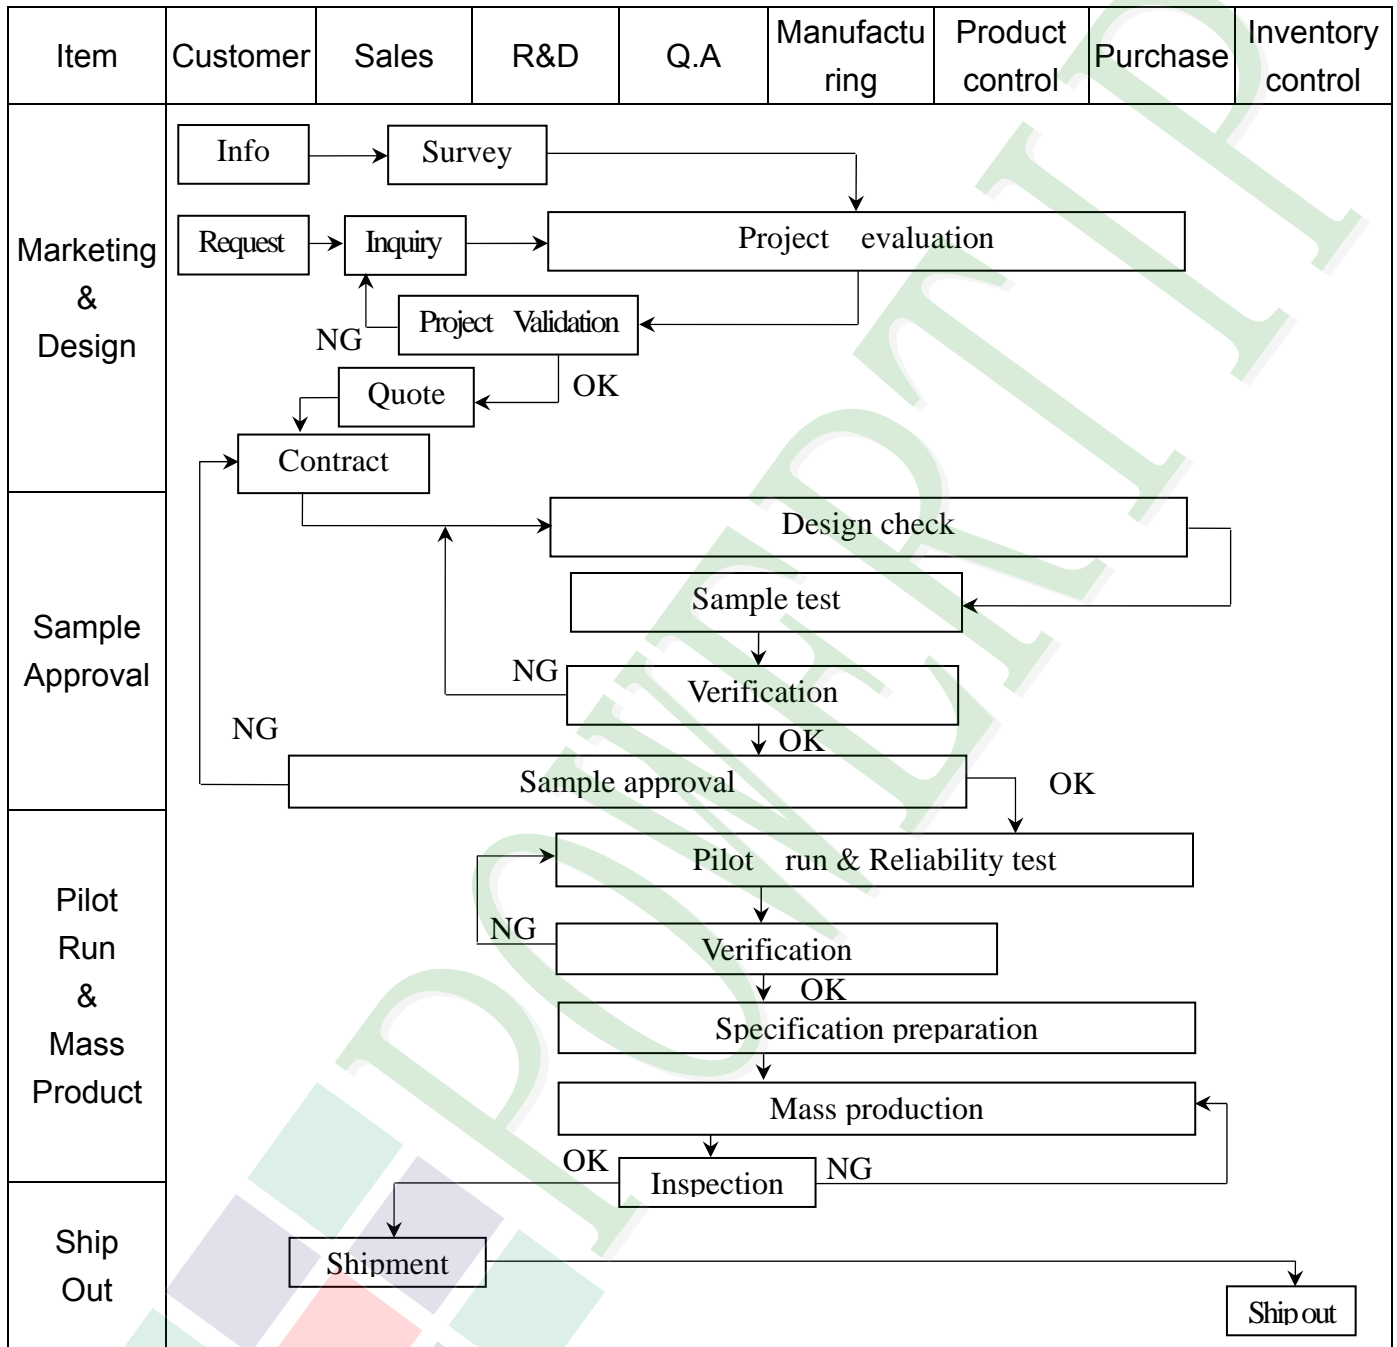 Item
Customer
Sales
R&D
Q.A
Manufactu
ring
Product
control
Purchase
Inventory
control
Marketing
&
Design
Info
Survey
Request
Inquiry
Project evaluation
NG
Project Validation
Quote
OK
Contract
Sample
Approval
Design check
Sample test
NG
Verification
NG
OK
Sample approval
OK
Pilot
Run
&
Mass
Product
Pilot run & Reliability test
NG
Verification
OK
Specification preparation
Mass production
OK
Inspection
NG
Ship
Out
Shipment
Ship out
POWERTIP